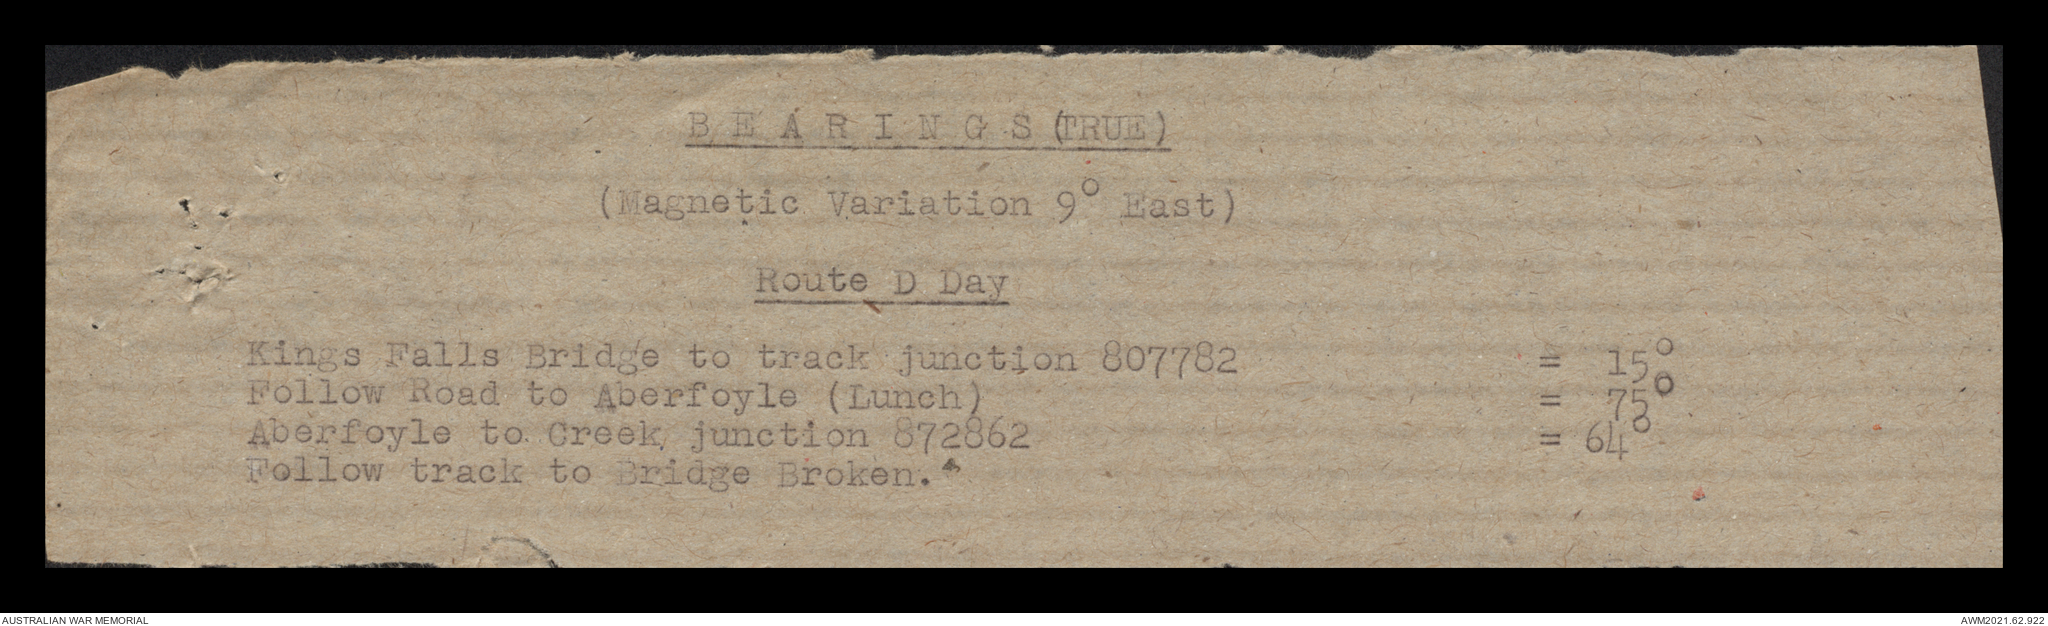 B E A R I N G S (TRUE)
(Magnetic Variation 9° East)
Route D Day
Kings Falls Bridge to track junction 807782 = 15°
Follow Road to Aberfoyle (Lunch) = 75°
Aberfoyle to Creek junction 872862 = 64°
Follow track to Bridge Broken.
AUSTRALIAN WAR MEMORIAL AWM2021.62.922